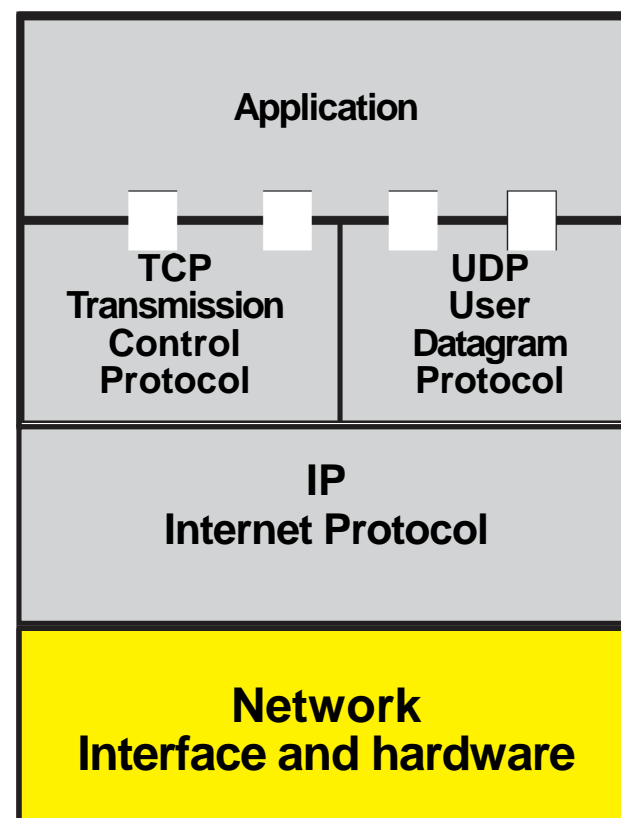 Application
TCP
Transmission
Control
Protocol
UDP
User
Datagram
Protocol
IP
Internet Protocol
Network
Interface and hardware